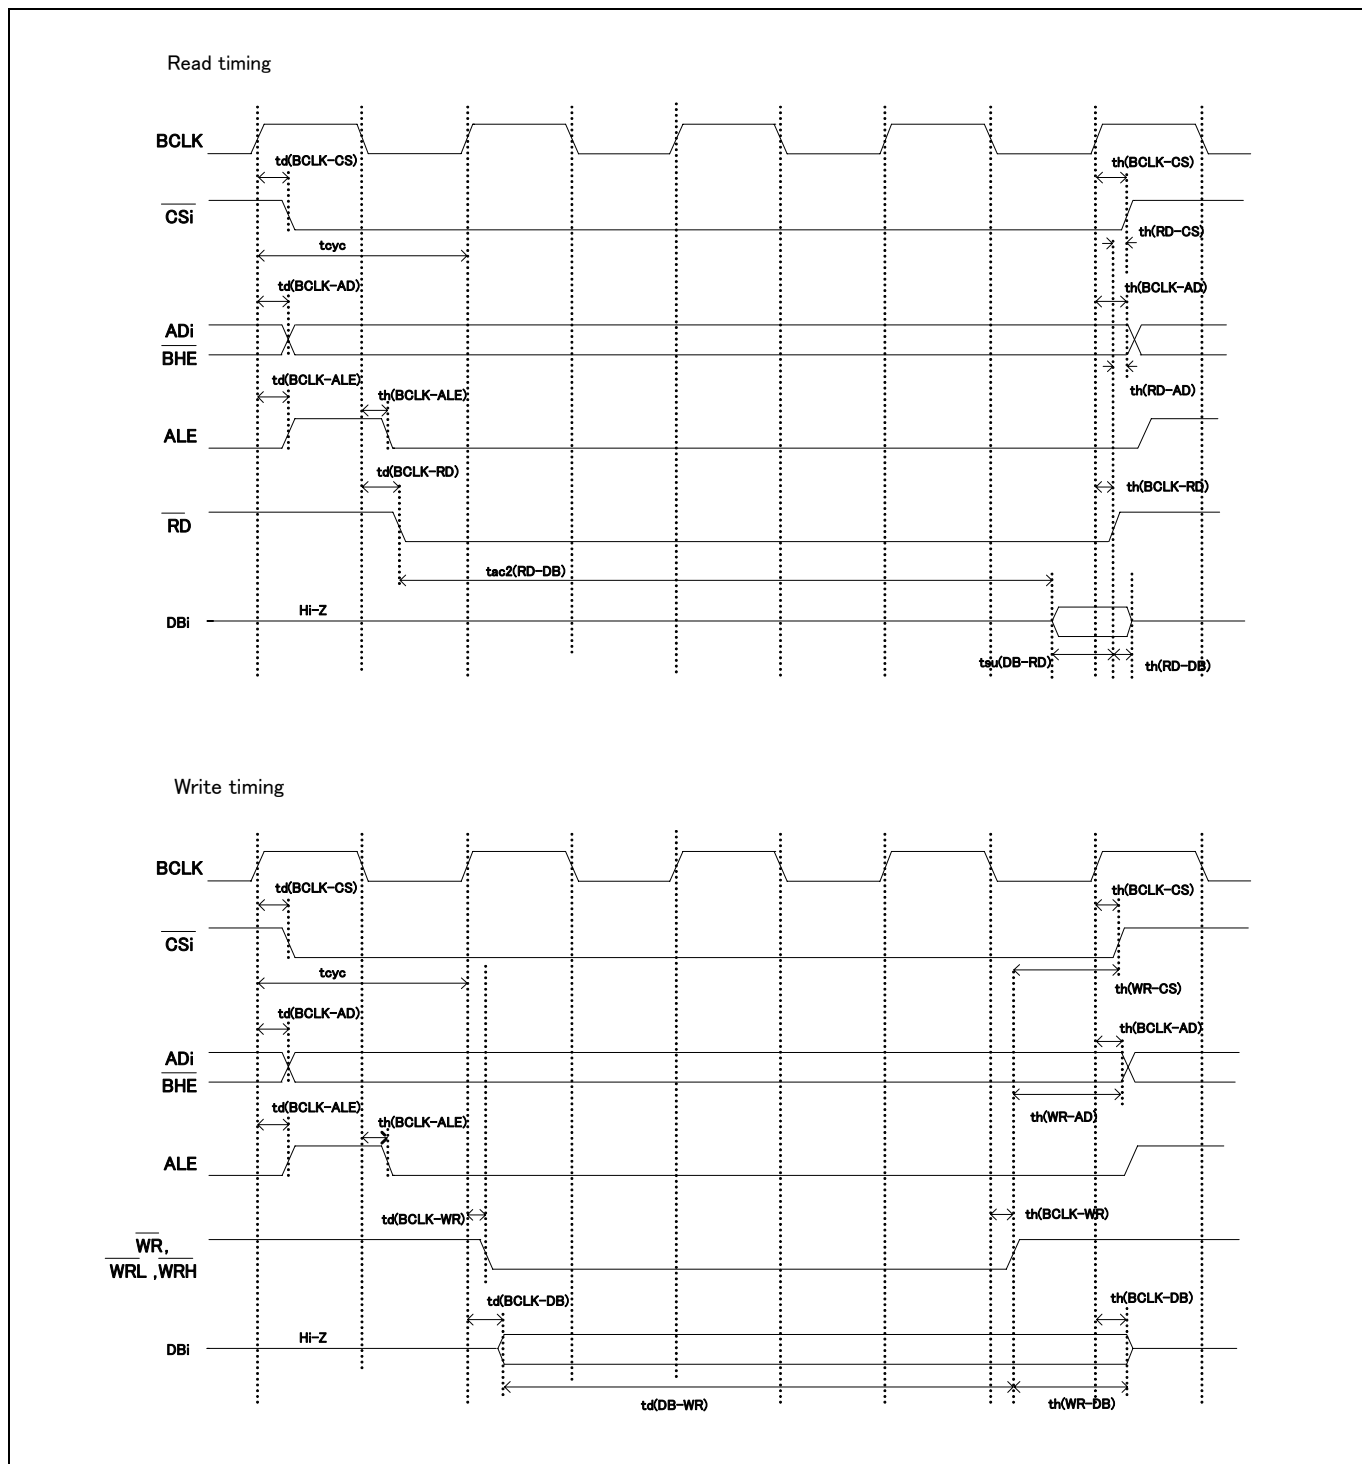 Read timing
BCLK
td(BCLK-CS)
th(BCLK-CS)
CSi
th(RD-CS)
tcyc
td(BCLK-AD)
th(BCLK-AD)
ADi
BHE
td(BCLK-ALE)
th(BCLK-ALE)
th(RD-AD)
ALE
td(BCLK-RD)
th(BCLK-RD)
RD
tac2(RD-DB)
Hi-Z
DBi
tsu(DB-RD)
th(RD-DB)
Write timing
BCLK
td(BCLK-CS)
th(BCLK-CS)
CSi
tcyc
th(WR-CS)
td(BCLK-AD)
th(BCLK-AD)
ADi
BHE
td(BCLK-ALE)
th(BCLK-ALE)
th(WR-AD)
ALE
td(BCLK-WR)
th(BCLK-WR)
WR,
WRL ,WRH
td(BCLK-DB)
th(BCLK-DB)
Hi-Z
DBi
td(DB-WR)
th(WR-DB)